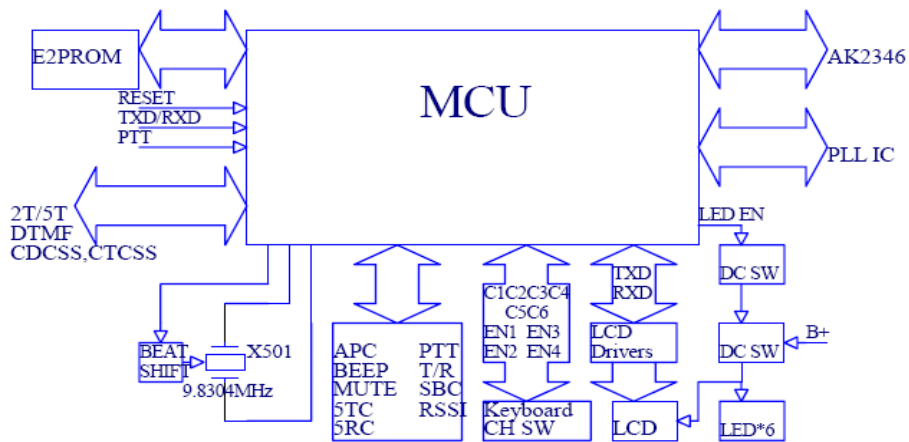 E2PROM
MCU
AK2346
RESET
TXD/RXD
PTT
PLL IC
2T/5T
DTMF
CDCSS,CTCSS
LED EN
DC SW
TXD
RXD
C1C2C3C4
C5C6
EN1 EN3
EN2 EN4
LCD
Drivers
DC SW
B+
BEAT
SHIFT
X501
9.8304MHz
APC PTT
BEEP T/R
MUTE SBC
5TC RSSI
5RC
Keyboard
CH SW
LCD
LED*6